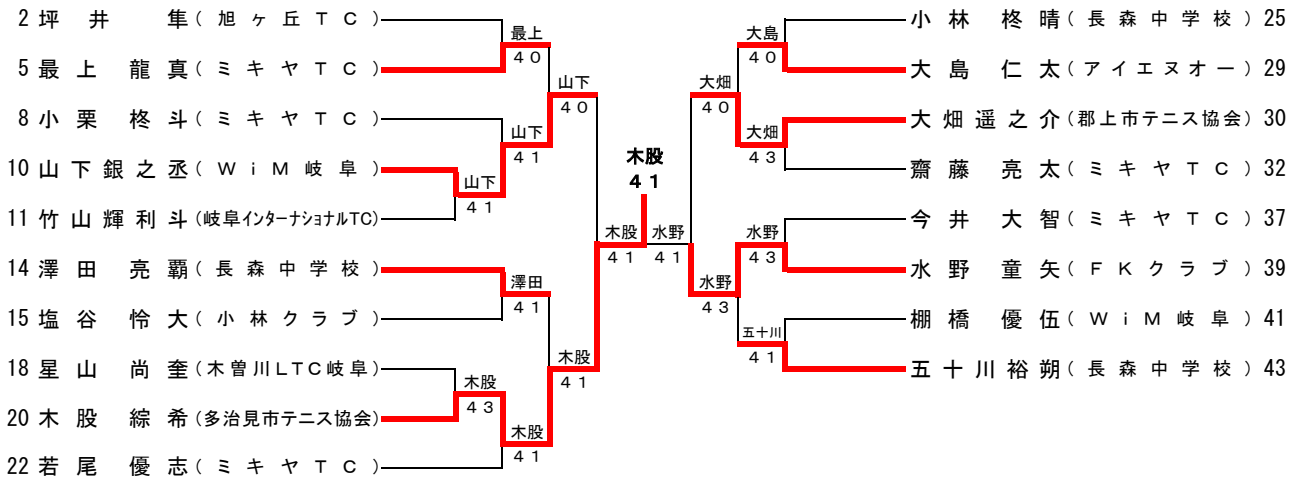 2 坪井 隼 (旭ヶ丘TC)
5 最上 龍真 (ミキヤTC)
8 小栗 柊斗 (ミキヤTC)
10 山下銀之丞 (WiM岐阜)
11 竹山輝利斗 (岐阜インターナショナルTC)
14 澤田 亮覇 (長森中学校)
15 塩谷 怜大 (小林クラブ)
18 星山 尚奎 (木曽川LTC岐阜)
20 木股 綜希 (多治見市テニス協会)
22 若尾 優志 (ミキヤTC)
最上
40
山下
40
山下
41
山下
41
澤田
41
木股
41
木股
43
木股
41
木股
41
木股
41
水野
41
大島
40
大畑
40
大畑
43
水野
43
水野
43
五十川
41
小林 柊晴 (長森中学校) 25
大島 仁太 (アイエヌオー) 29
大畑遥之介 (郡上市テニス協会) 30
齋藤 亮太 (ミキヤTC) 32
今井 大智 (ミキヤTC) 37
水野 童矢 (FKクラブ) 39
棚橋 優伍 (WiM岐阜) 41
五十川裕朔 (長森中学校) 43